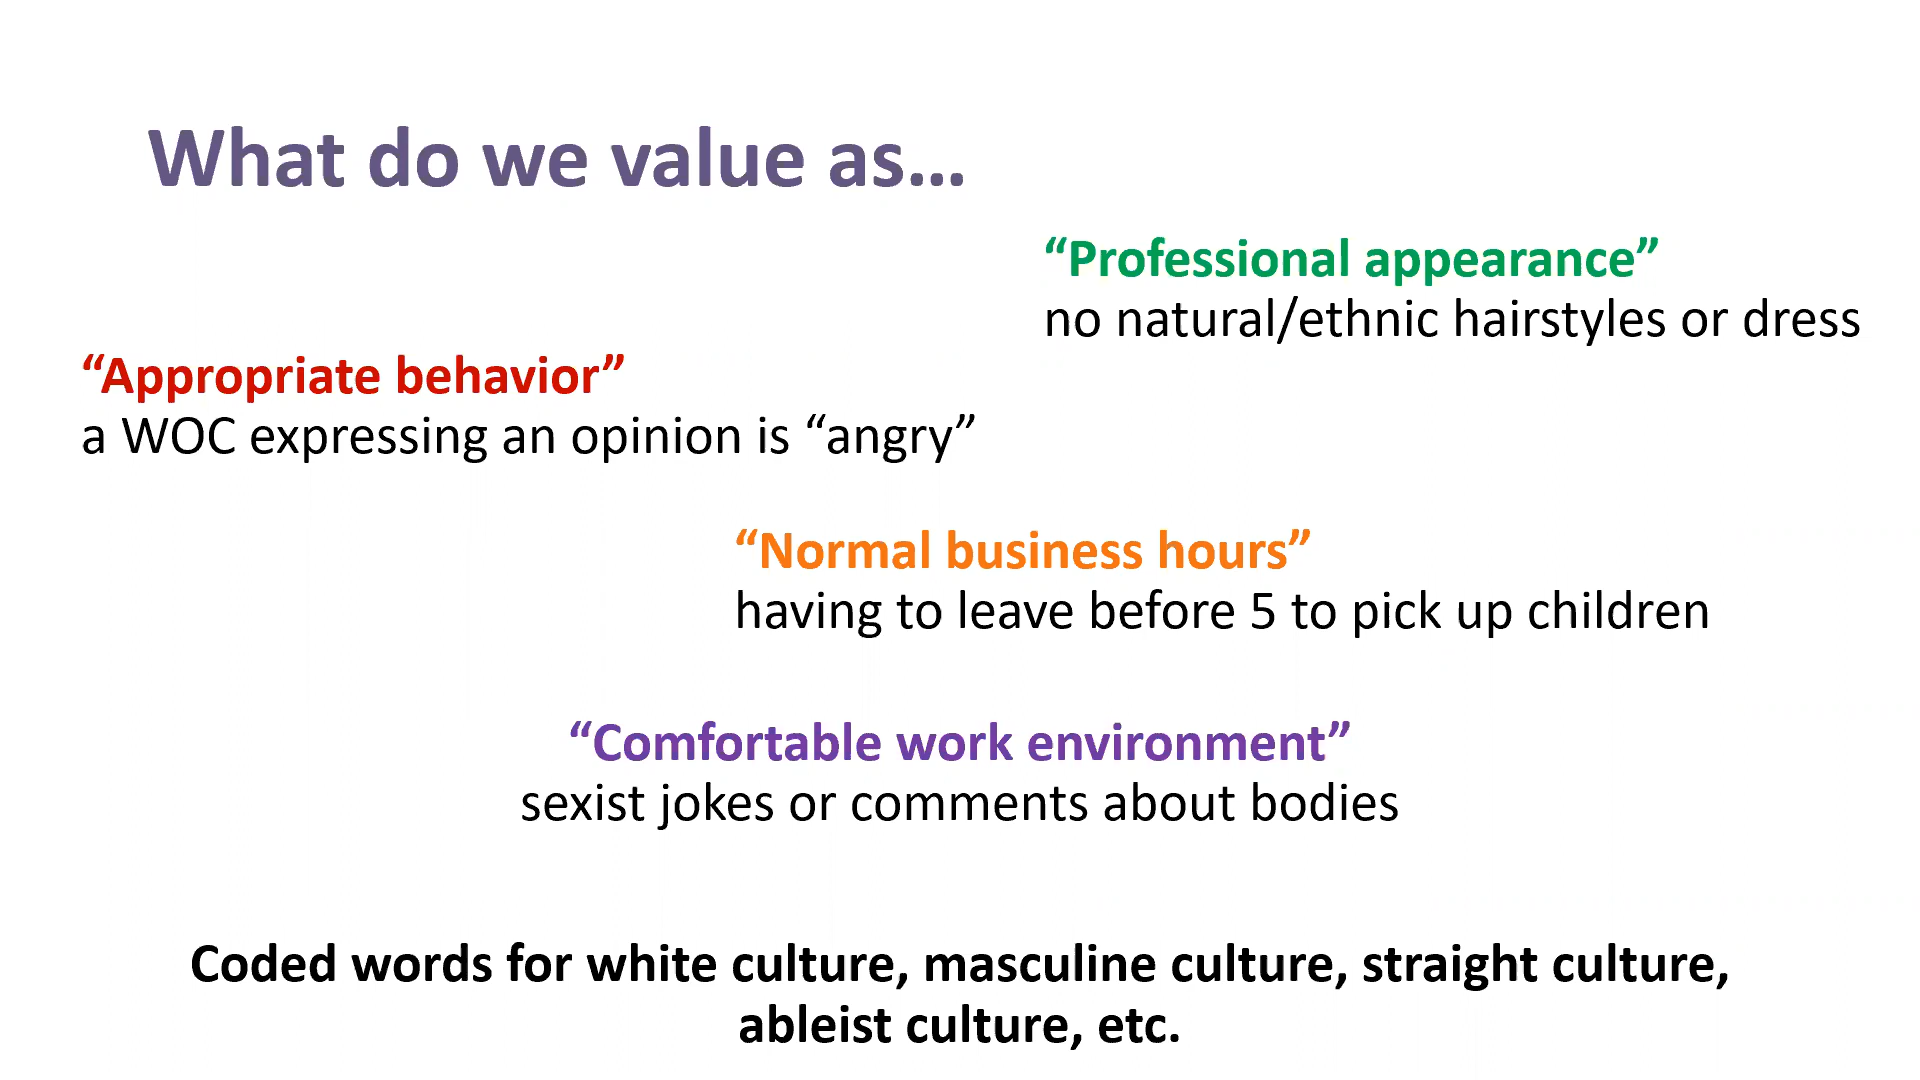 What do we value as...
“Professional appearance”
no natural/ethnic hairstyles or dress
“Appropriate behavior”
a WOC expressing an opinion is “angry”
“Normal business hours”
having to leave before 5 to pick up children
“Comfortable work environment”
sexist jokes or comments about bodies
Coded words for white culture, masculine culture, straight culture,
ableist culture, etc.